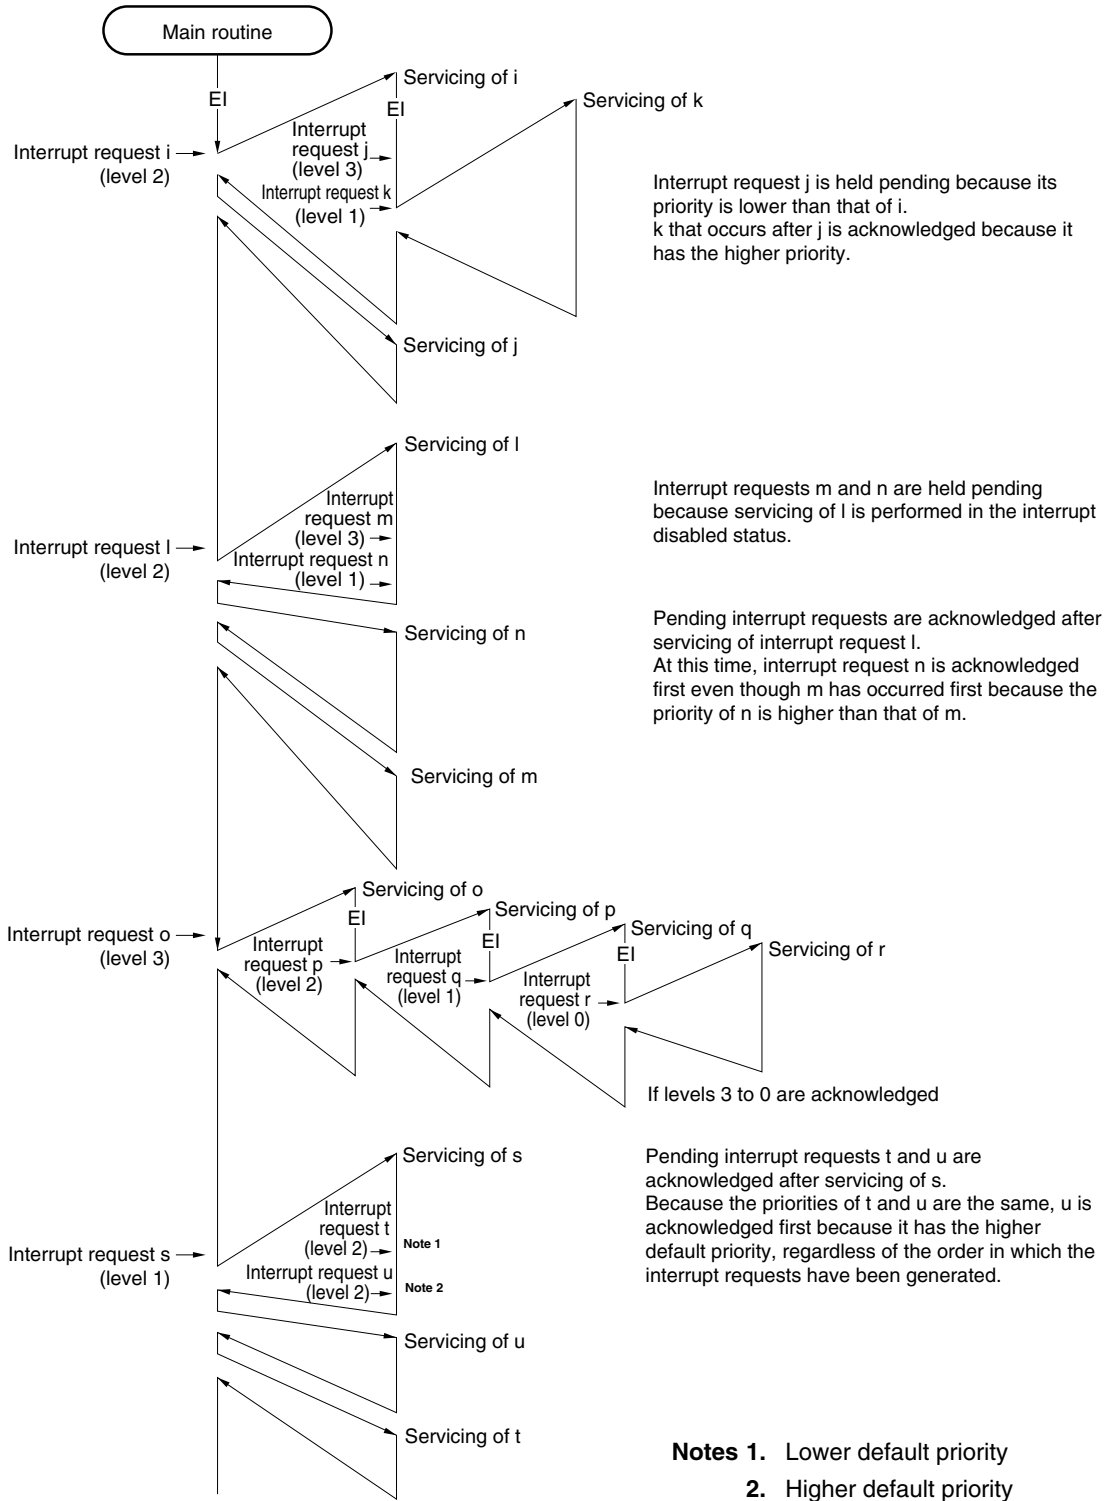 Main routine
EI
Servicing of i
EI
Servicing of k
Interrupt request i
(level 2)
Interrupt
request j
(level 3)
Interrupt request k
(level 1)
Interrupt request j is held pending because its
priority is lower than that of i.
k that occurs after j is acknowledged because it
has the higher priority.
Servicing of j
Servicing of l
Interrupt request l
(level 2)
Interrupt
request m
(level 3)
Interrupt request n
(level 1)
Interrupt requests m and n are held pending
because servicing of l is performed in the interrupt
disabled status.
Servicing of n
Pending interrupt requests are acknowledged after
servicing of interrupt request l.
At this time, interrupt request n is acknowledged
first even though m has occurred first because the
priority of n is higher than that of m.
Servicing of m
Servicing of o
EI
Servicing of p
EI
Servicing of q
EI
Servicing of r
Interrupt request o
(level 3)
Interrupt
request p
(level 2)
Interrupt
request q
(level 1)
Interrupt
request r
(level 0)
If levels 3 to 0 are acknowledged
Servicing of s
Interrupt request s
(level 1)
Interrupt
request t
(level 2)
Note 1
Interrupt request u
(level 2)
Note 2
Pending interrupt requests t and u are
acknowledged after servicing of s.
Because the priorities of t and u are the same, u is
acknowledged first because it has the higher
default priority, regardless of the order in which the
interrupt requests have been generated.
Servicing of u
Servicing of t
Notes 1. Lower default priority
2. Higher default priority